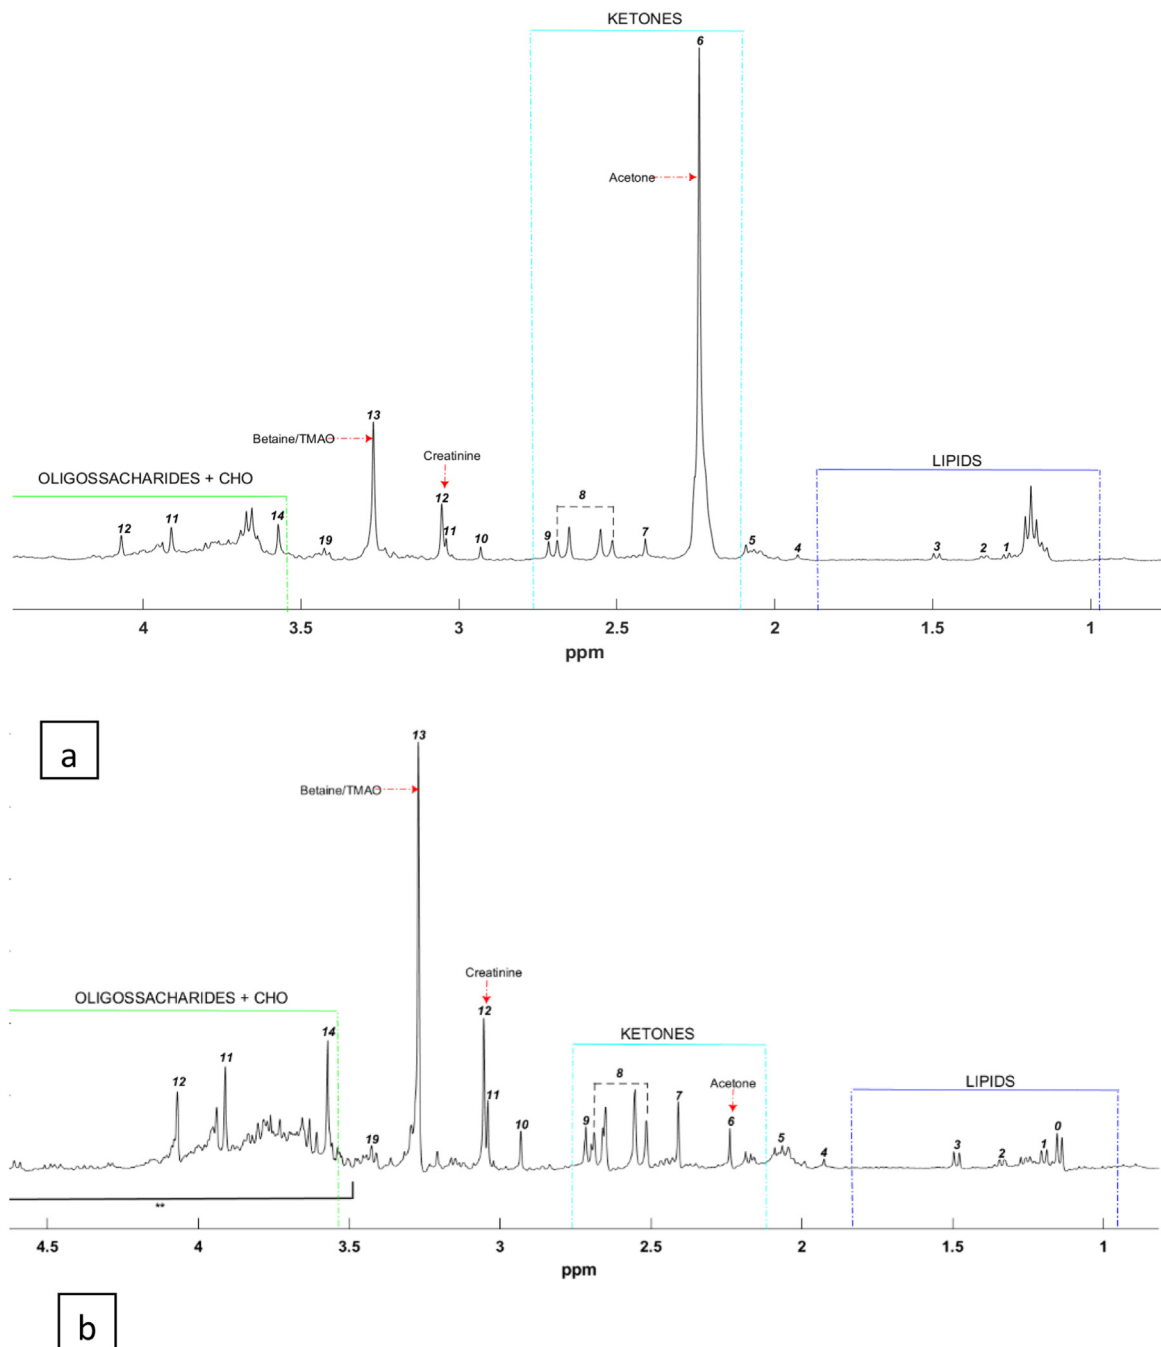 KETONES
6
Acetone
13
Betaine/TMAO
Creatinine
LIPIDS
OLIGOSSACHARIDES + CHO
12 11 14 19 12 11 10 9 8 7 5 4 3 2 1
4 3.5 3 2.5 2 1.5 1
ppm
a
13
Betaine/TMAO
Creatinine
OLIGOSSACHARIDES + CHO
12
KETONES
14
8
Acetone
LIPIDS
12 11 19 11 10 9 7 6 5 4 3 2 1 0
**
4.5 4 3.5 3 2.5 2 1.5 1
ppm
b